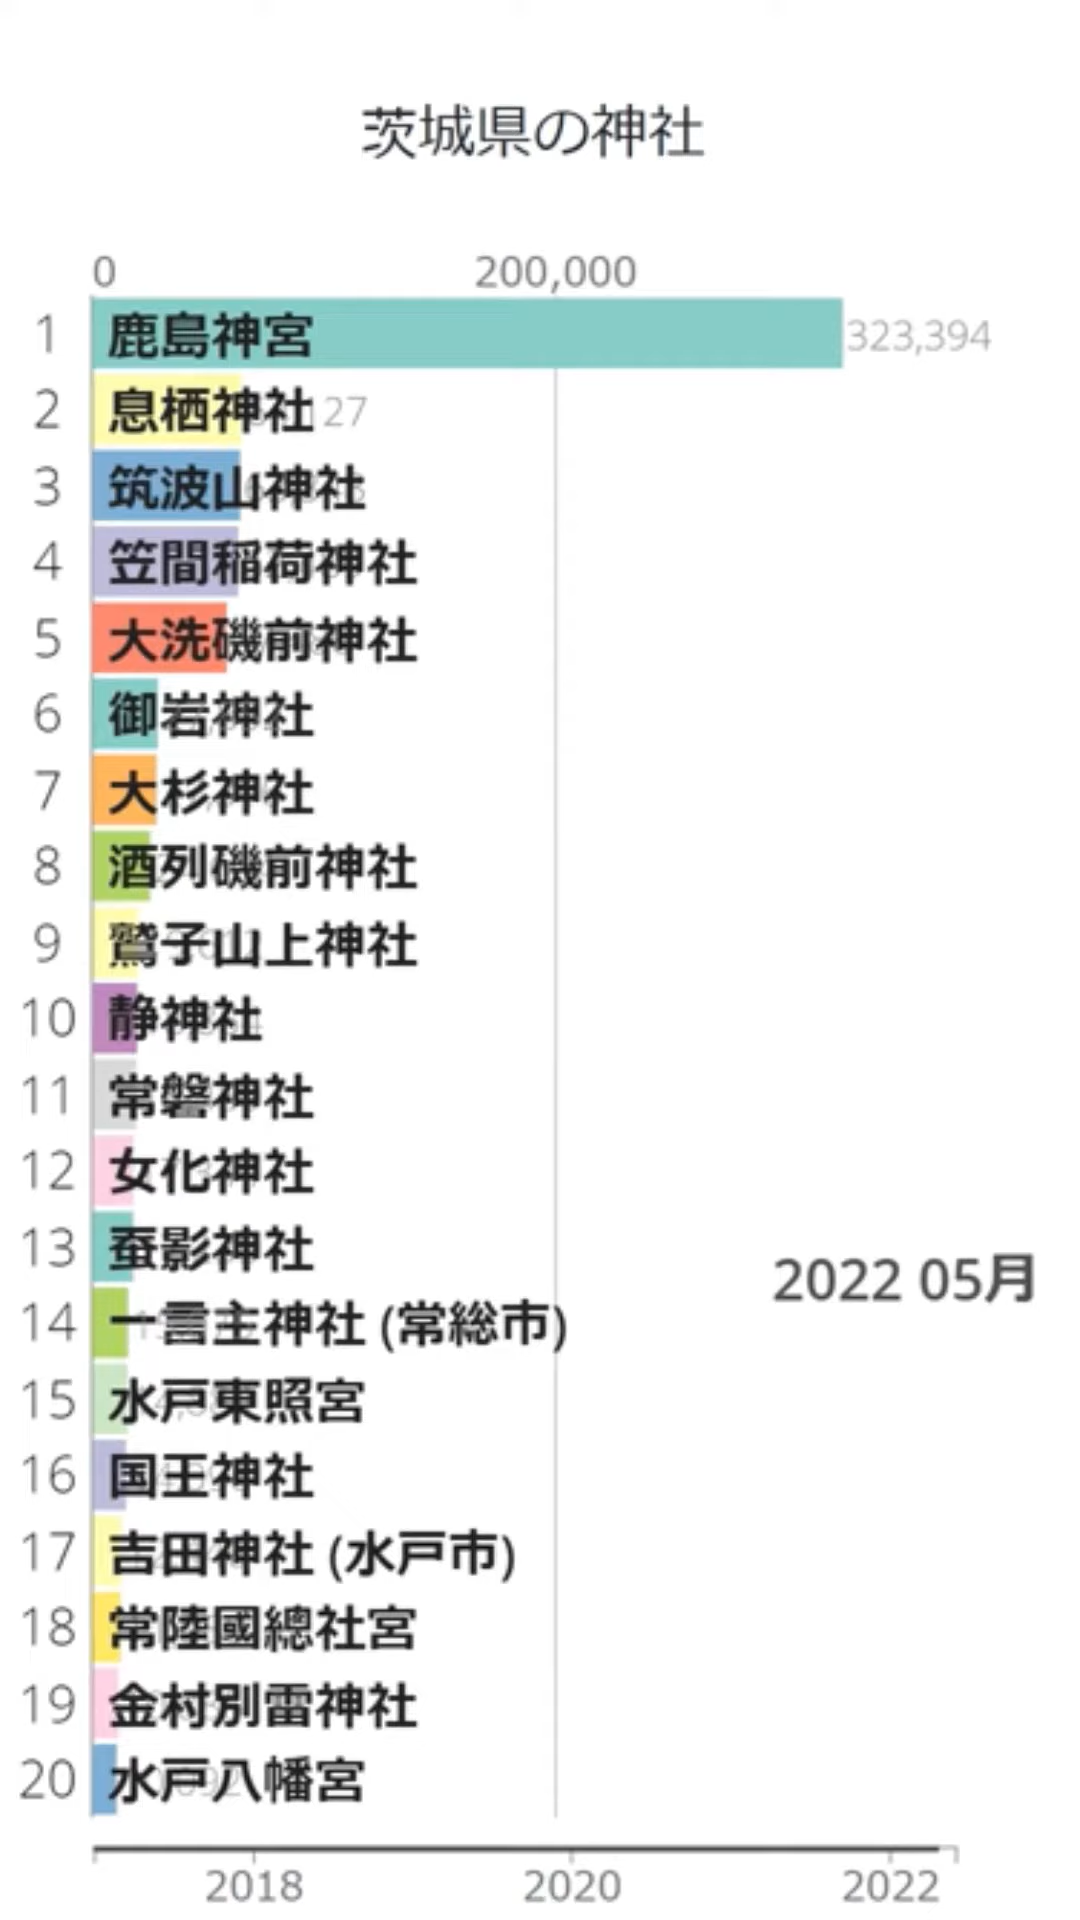 茨城県の神社
0 200,000
1 鹿島神宮 323,394
2 息栖神社 127
3 筑波山神社
4 笠間稲荷神社
5 大洗磯前神社
6 御岩神社
7 大杉神社
8 酒列磯前神社
9 鷲子山上神社
10 静神社
11 常磐神社
12 女化神社
13 蚕影神社
2022 05月
14 一言主神社 (常総市)
15 水戸東照宮
16 国王神社
17 吉田神社 (水戸市)
18 常陸國總社宮
19 金村別雷神社
20 水戸八幡宮
2018 2020 2022